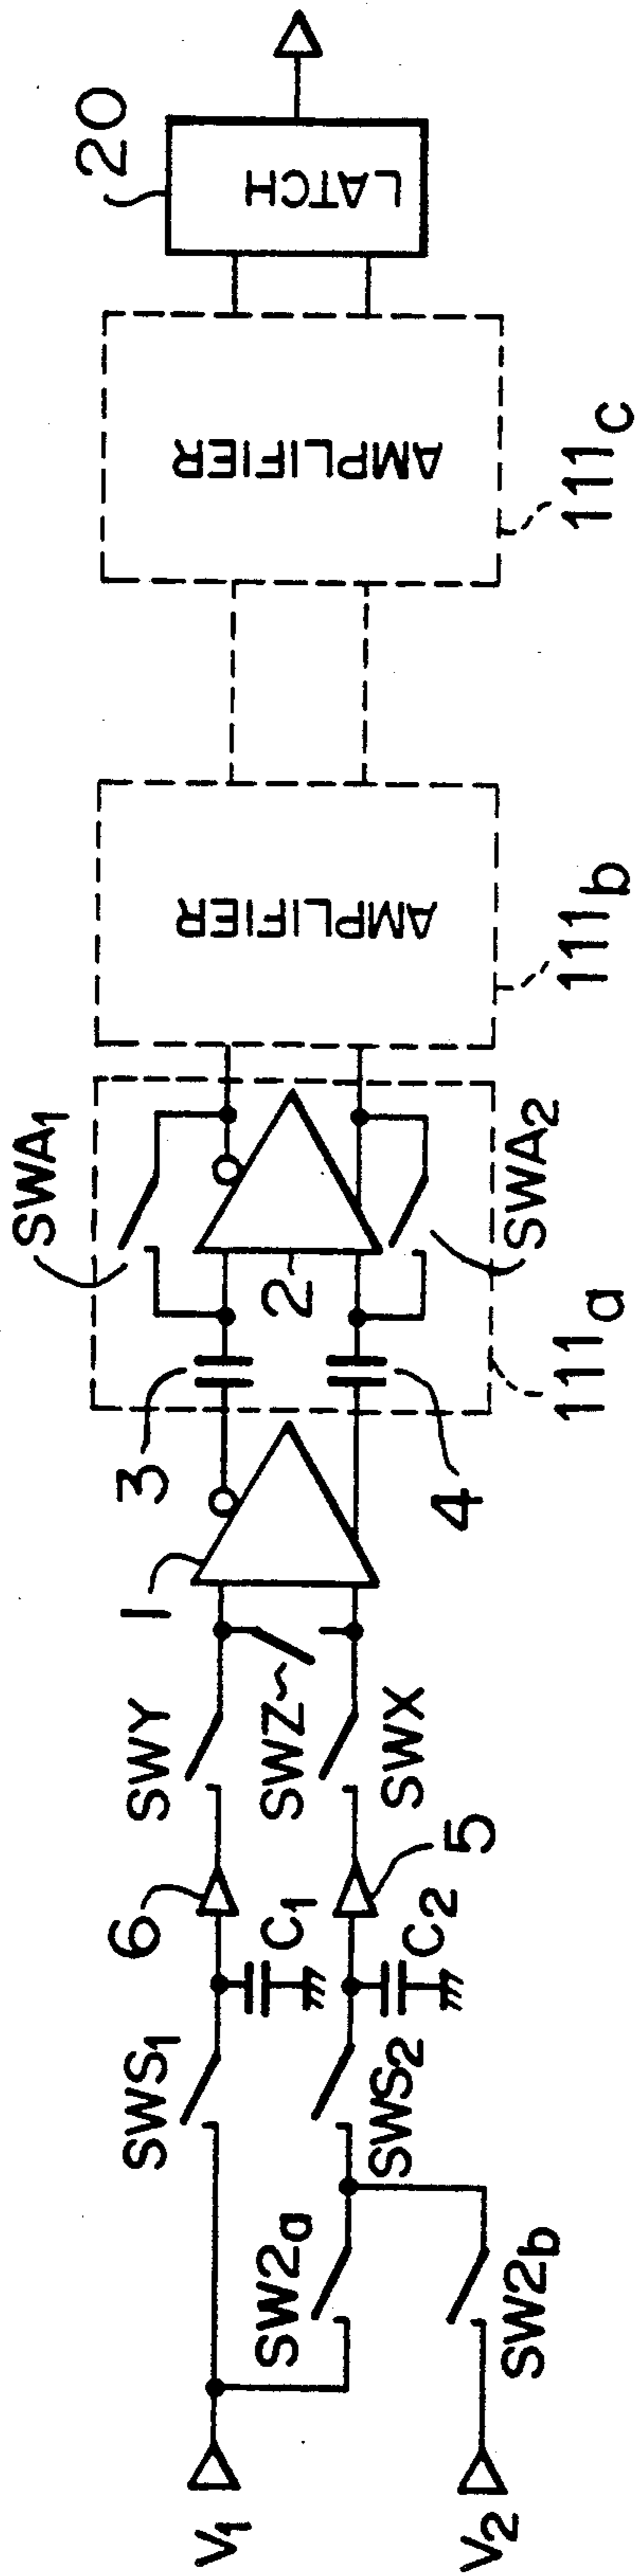 V1
V2
SW2a
SW2b
SWS1
SWS2
C1
C2
6
5
SWY
SWZ
SWX
1
3
4
2
SWA1
SWA2
111a
AMPLIFIER
111b
AMPLIFIER
111c
LATCH
20